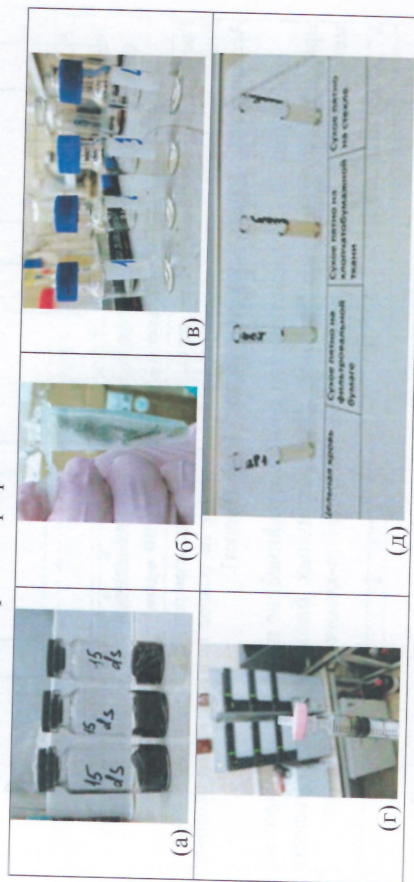 15
ds
15
ds
15
ds
(а)
(б)
(в)
(г)
Цельная кровь
Сухое пятно на
фильтровальной
бумаге
Сухое пятно на
хлопчатобумажной
ткани
Сухое пятно
на стекле
(д)